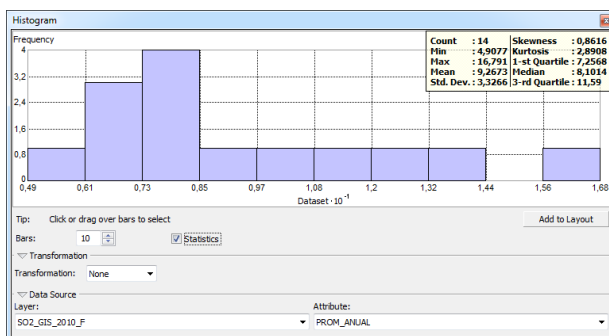 Histogram
Frequency
Count : 14 Skewness : 0,8616
Min : 4,9077 Kurtosis : 2,8908
Max : 16,791 1-st Quartile : 7,2568
Mean : 9,2673 Median : 8,1014
Std. Dev. : 3,3266 3-rd Quartile : 11,59
4
3,2
2,4
1,6
0,8
0
0,49 0,61 0,73 0,85 0,97 1,08 1,2 1,32 1,44 1,56 1,68
Dataset · 10⁻¹
Tip: Click or drag over bars to select Add to Layout
Bars: 10 Statistics
Transformation
Transformation: None
Data Source
Layer: Attribute:
SO2_GIS_2010_F PROM_ANUAL